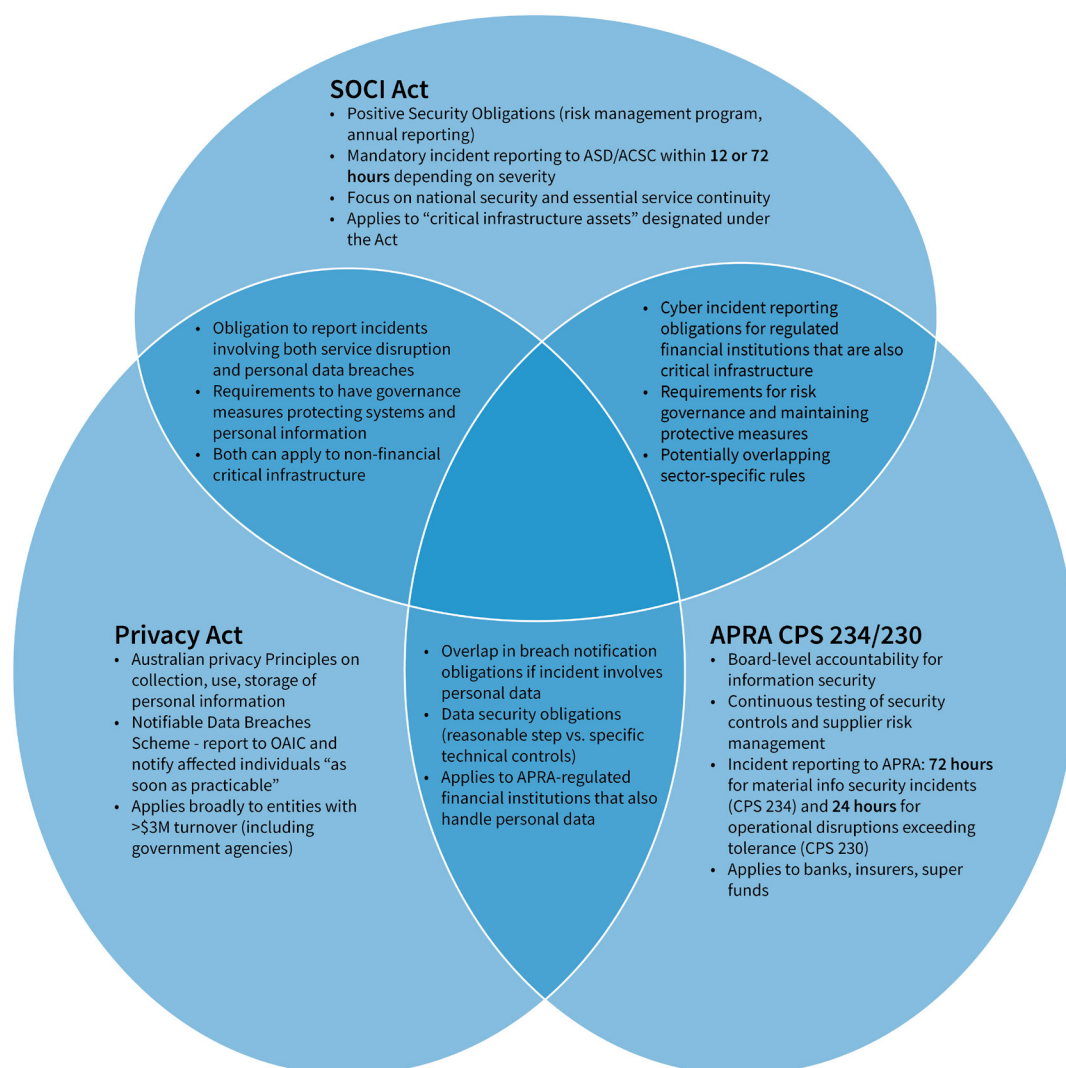 SOCI Act
• Positive Security Obligations (risk management program,
annual reporting)
• Mandatory incident reporting to ASD/ACSC within 12 or 72
hours depending on severity
• Focus on national security and essential service continuity
• Applies to “critical infrastructure assets” designated under
the Act
• Obligation to report incidents
involving both service disruption
and personal data breaches
• Requirements to have governance
measures protecting systems and
personal information
• Both can apply to non-financial
critical infrastructure
• Cyber incident reporting
obligations for regulated
financial institutions that are also
critical infrastructure
• Requirements for risk
governance and maintaining
protective measures
• Potentially overlapping
sector-specific rules
Privacy Act
• Australian privacy Principles on
collection, use, storage of
personal information
• Notifiable Data Breaches
Scheme - report to OAIC and
notify affected individuals “as
soon as practicable”
• Applies broadly to entities with
>$3M turnover (including
government agencies)
• Overlap in breach notification
obligations if incident involves
personal data
• Data security obligations
(reasonable step vs. specific
technical controls)
• Applies to APRA-regulated
financial institutions that also
handle personal data
APRA CPS 234/230
• Board-level accountability for
information security
• Continuous testing of security
controls and supplier risk
management
• Incident reporting to APRA: 72 hours
for material info security incidents
(CPS 234) and 24 hours for
operational disruptions exceeding
tolerance (CPS 230)
• Applies to banks, insurers, super
funds